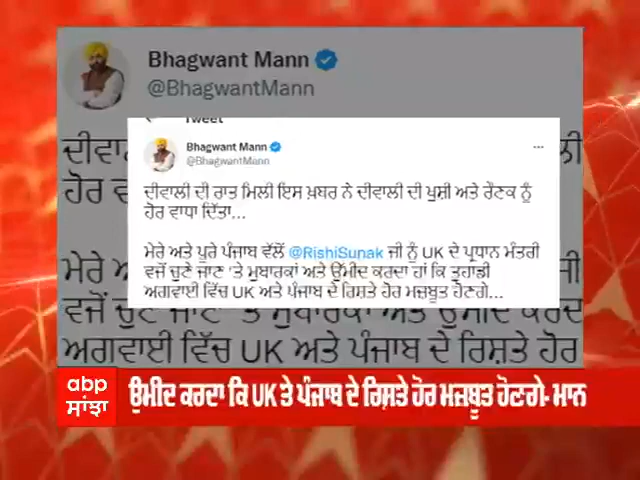 Bhagwant Mann
@BhagwantMann
ਦੀਵਾ
ਲੀ
ਹੋਰ ਵ
Tweet
Bhagwant Mann
@BhagwantMann
ਦੀਵਾਲੀ ਦੀ ਰਾਤ ਮਿਲੀ ਇਸ ਖ਼ਬਰ ਨੇ ਦੀਵਾਲੀ ਦੀ ਖੁਸ਼ੀ ਅਤੇ ਰੌਣਕ ਨੂੰ
ਹੋਰ ਵਾਧਾ ਦਿੱਤਾ...
ਮੇਰੇ ਅਤੇ ਪੂਰੇ ਪੰਜਾਬ ਵੱਲੋਂ @RishiSunak ਜੀ ਨੂੰ UK ਦੇ ਪ੍ਰਧਾਨ ਮੰਤਰੀ
ਵਜੋਂ ਚੁਣੇ ਜਾਣ 'ਤੇ ਮੁਬਾਰਕਾਂ ਅਤੇ ਉਮੀਦ ਕਰਦਾ ਹਾਂ ਕਿ ਤੁਹਾਡੀ
ਅਗਵਾਈ ਵਿੱਚ UK ਅਤੇ ਪੰਜਾਬ ਦੇ ਰਿਸ਼ਤੇ ਹੋਰ ਮਜ਼ਬੂਤ ਹੋਣਗੇ...
ਮੇਰੇ ਅ
ਜੀ
ਵਜੋਂ ਚੁਣੇ ਜਾਣ 'ਤੇ ਮੁਬਾਰਕਾਂ ਅਤੇ ਉਮੀਦ ਕਰਦ
ਅਗਵਾਈ ਵਿੱਚ UK ਅਤੇ ਪੰਜਾਬ ਦੇ ਰਿਸ਼ਤੇ ਹੋਰ
abp
ਸਾਂਝਾ
ਉਮੀਦ ਕਰਦਾ ਕਿ UK ਤੇ ਪੰਜਾਬ ਦੇ ਰਿਸ਼ਤੇ ਹੋਰ ਮਜ਼ਬੂਤ ਹੋਣਗੇ- ਮਾਨ